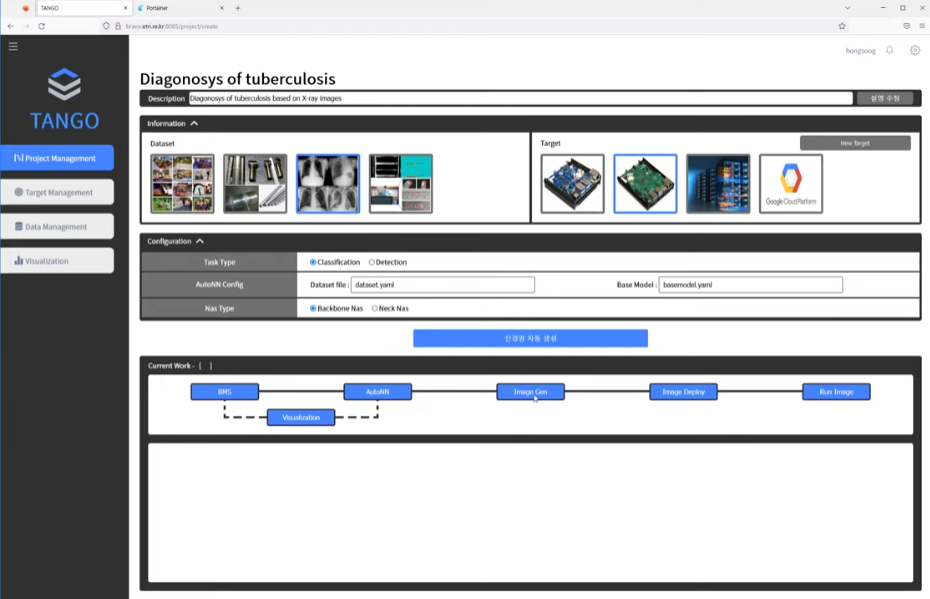 TANGO
Portainer
bravo.etri.re.kr:8085/project/create
hongsoog
TANGO
Project Management
Target Management
Data Management
Visualization
Diagonosys of tuberculosis
Description Diagonosys of tuberculosis based on X-ray images 설명 수정
Information
Dataset
Target New Target
Google Cloud Platform
Configuration
Task Type Classification Detection
AutoNN Config Dataset file : dataset.yaml Base Model : basemodel.yaml
Nas Type Backbone Nas Neck Nas
신경망 자동 생성
Current Work - [ ]
BMS AutoNN Image Gen Image Deploy Run Image
Visualization